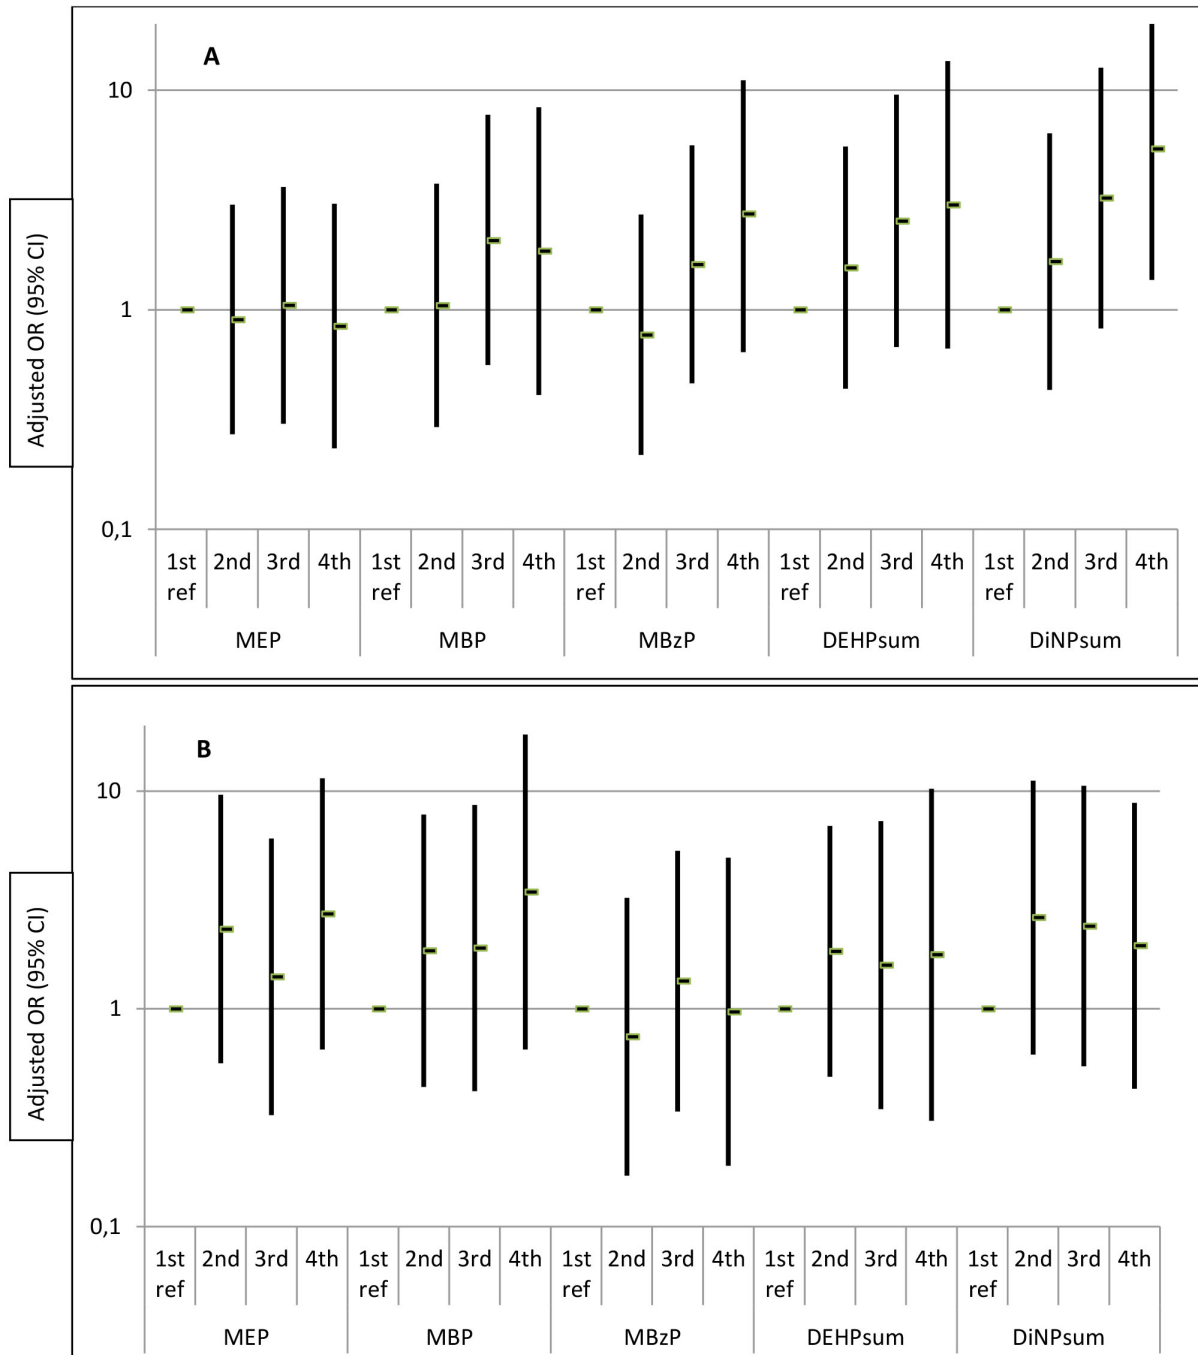 A
10
1
0,1
Adjusted OR (95% CI)
1st 2nd 3rd 4th 1st 2nd 3rd 4th 1st 2nd 3rd 4th 1st 2nd 3rd 4th 1st 2nd 3rd 4th
ref ref ref ref ref
MEP MBP MBzP DEHPsum DiNPsum
B
10
1
0,1
Adjusted OR (95% CI)
1st 2nd 3rd 4th 1st 2nd 3rd 4th 1st 2nd 3rd 4th 1st 2nd 3rd 4th 1st 2nd 3rd 4th
ref ref ref ref ref
MEP MBP MBzP DEHPsum DiNPsum